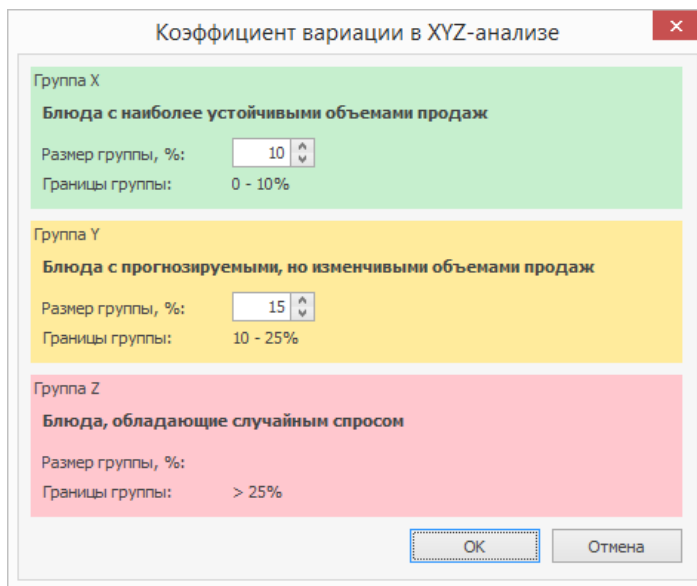 Коэффициент вариации в XYZ-анализе
Группа X
Блюда с наиболее устойчивыми объемами продаж
Размер группы, %: 10
Границы группы: 0 - 10%
Группа Y
Блюда с прогнозируемыми, но изменчивыми объемами продаж
Размер группы, %: 15
Границы группы: 10 - 25%
Группа Z
Блюда, обладающие случайным спросом
Размер группы, %:
Границы группы: > 25%
OK Отмена